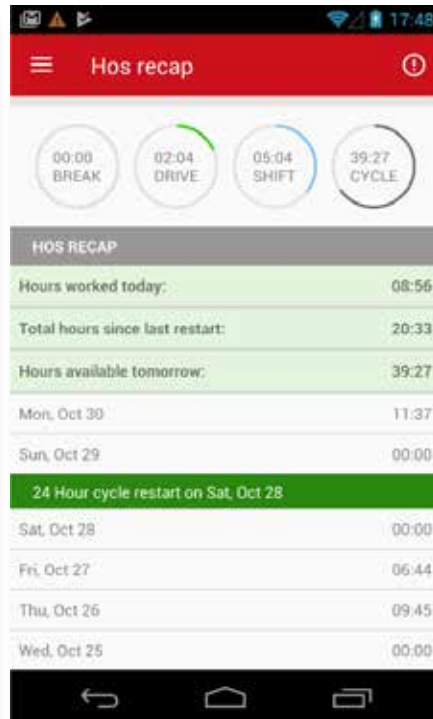 17:48
Hos recap
00:00
BREAK
02:04
DRIVE
05:04
SHIFT
39:27
CYCLE
HOS RECAP
Hours worked today: 08:56
Total hours since last restart: 20:33
Hours available tomorrow: 39:27
Mon, Oct 30 11:37
Sun, Oct 29 00:00
24 Hour cycle restart on Sat, Oct 28
Sat, Oct 28 00:00
Fri, Oct 27 06:44
Thu, Oct 26 09:45
Wed, Oct 25 00:00